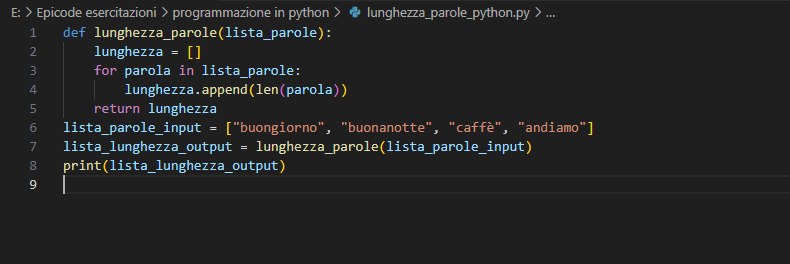 E: > Epicode esercitazioni > programmazione in python > lunghezza_parole_python.py > ...
1 def lunghezza_parole(lista_parole):
2     lunghezza = []
3     for parola in lista_parole:
4         lunghezza.append(len(parola))
5     return lunghezza
6 lista_parole_input = ["buongiorno", "buonanotte", "caffè", "andiamo"]
7 lista_lunghezza_output = lunghezza_parole(lista_parole_input)
8 print(lista_lunghezza_output)
9